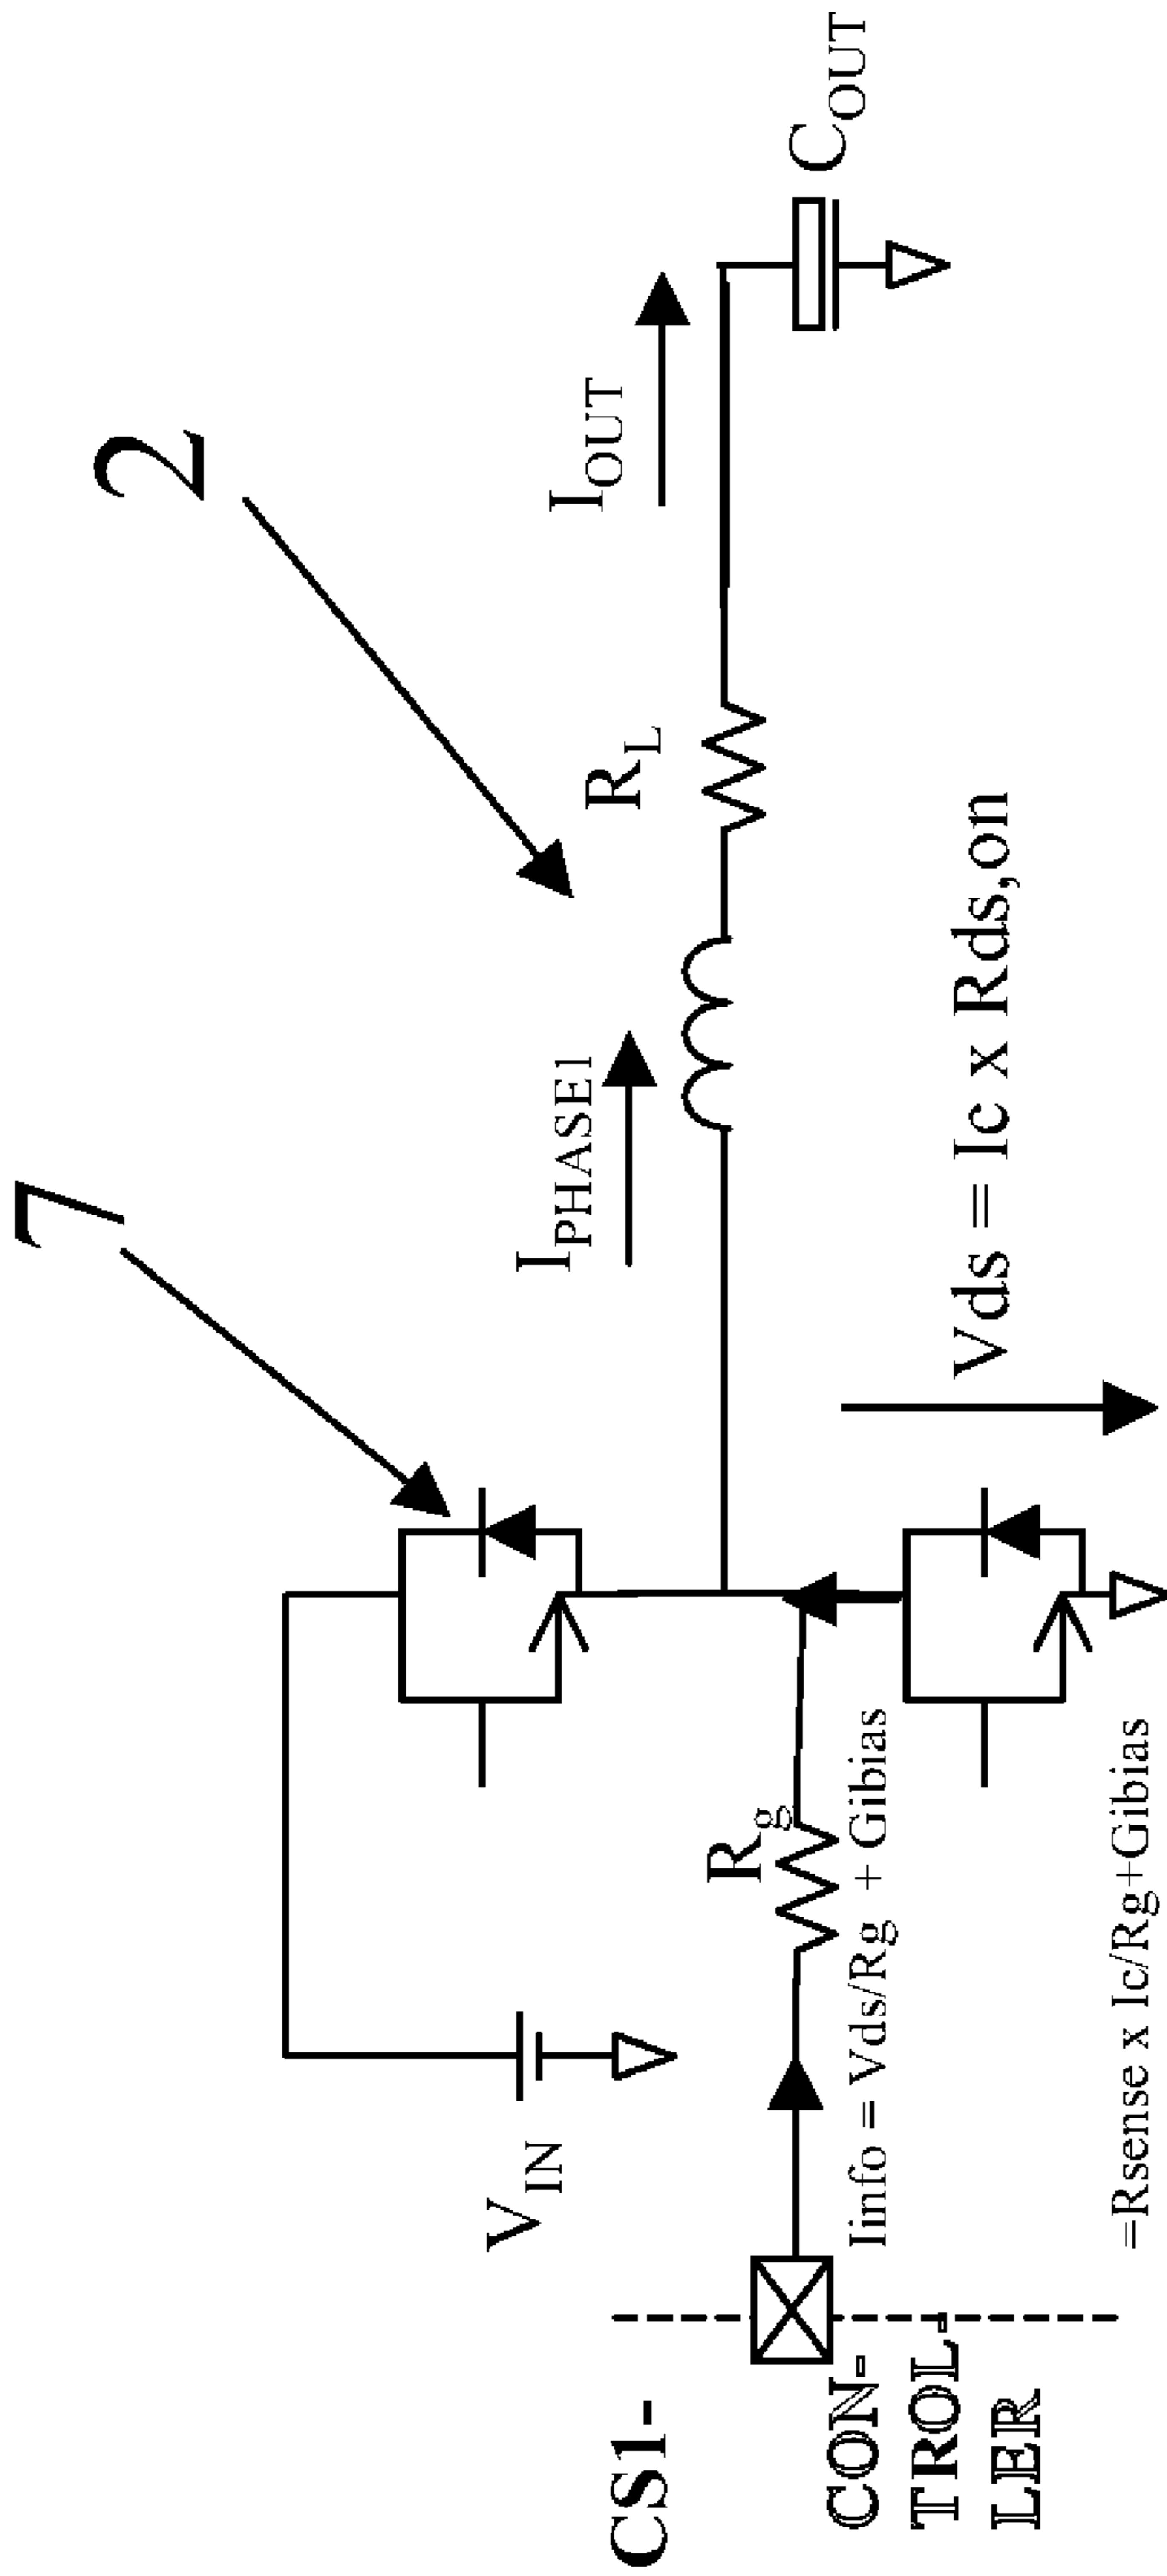 7
2
I_PHASE1
I_OUT
R_L
C_OUT
V_IN
R_g
CS1-
CON-
TROL-
LER
Iinfo = Vds/Rg + Gibias
=Rsense x Ic/Rg+Gibias
Vds = Ic x Rds,on